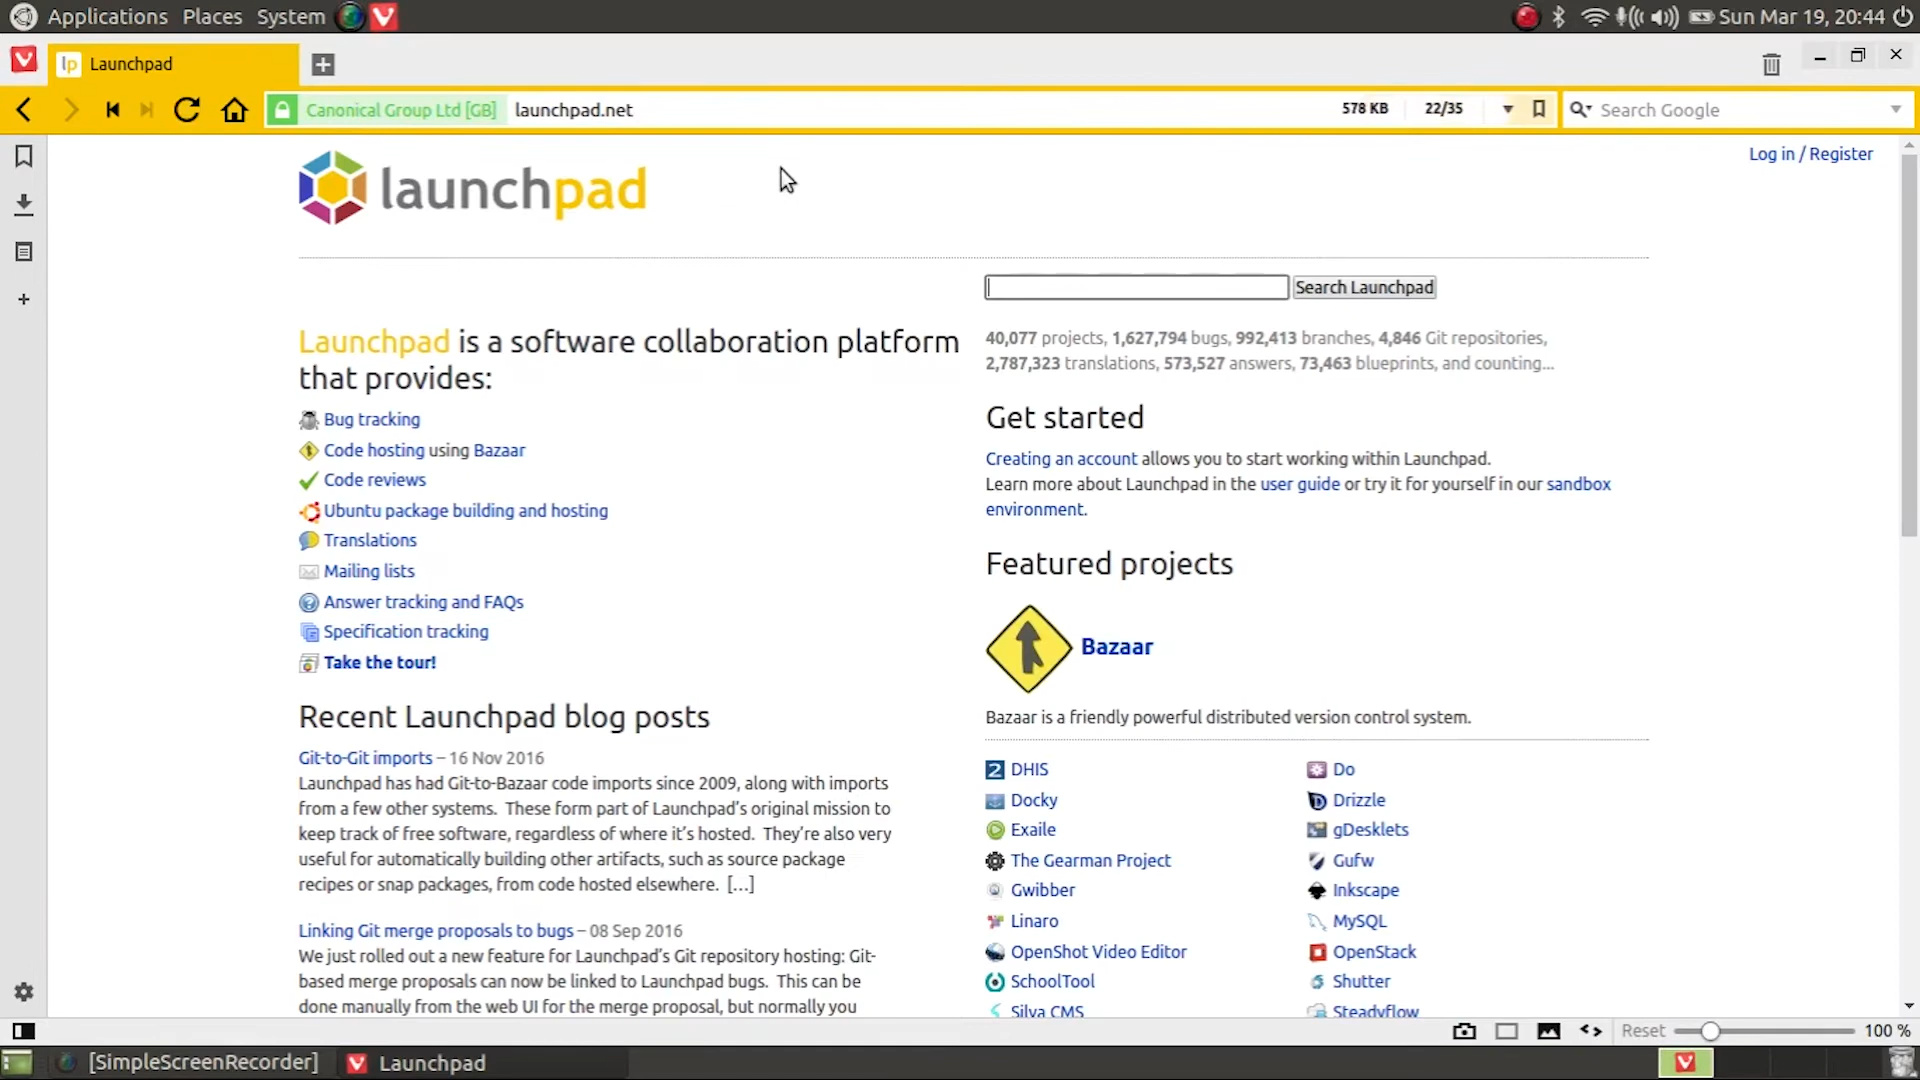 Applications Places System
Sun Mar 19, 20:44
lp Launchpad
Canonical Group Ltd [GB] launchpad.net 578 KB 22/35 Search Google
Log in / Register
launchpad
Search Launchpad
Launchpad is a software collaboration platform
that provides:
40,077 projects, 1,627,794 bugs, 992,413 branches, 4,846 Git repositories,
2,787,323 translations, 573,527 answers, 73,463 blueprints, and counting...
Bug tracking
Code hosting using Bazaar
Code reviews
Ubuntu package building and hosting
Translations
Mailing lists
Answer tracking and FAQs
Specification tracking
Take the tour!
Get started
Creating an account allows you to start working within Launchpad.
Learn more about Launchpad in the user guide or try it for yourself in our sandbox
environment.
Featured projects
Bazaar
Bazaar is a friendly powerful distributed version control system.
DHIS
Docky
Exaile
The Gearman Project
Gwibber
Linaro
OpenShot Video Editor
SchoolTool
Silva CMS
Do
Drizzle
gDesklets
Gufw
Inkscape
MySQL
OpenStack
Shutter
Steadyflow
Recent Launchpad blog posts
Git-to-Git imports – 16 Nov 2016
Launchpad has had Git-to-Bazaar code imports since 2009, along with imports
from a few other systems. These form part of Launchpad's original mission to
keep track of free software, regardless of where it's hosted. They're also very
useful for automatically building other artifacts, such as source package
recipes or snap packages, from code hosted elsewhere. [...]
Linking Git merge proposals to bugs – 08 Sep 2016
We just rolled out a new feature for Launchpad's Git repository hosting: Git-
based merge proposals can now be linked to Launchpad bugs. This can be
done manually from the web UI for the merge proposal, but normally you
Reset 100 %
[SimpleScreenRecorder] Launchpad